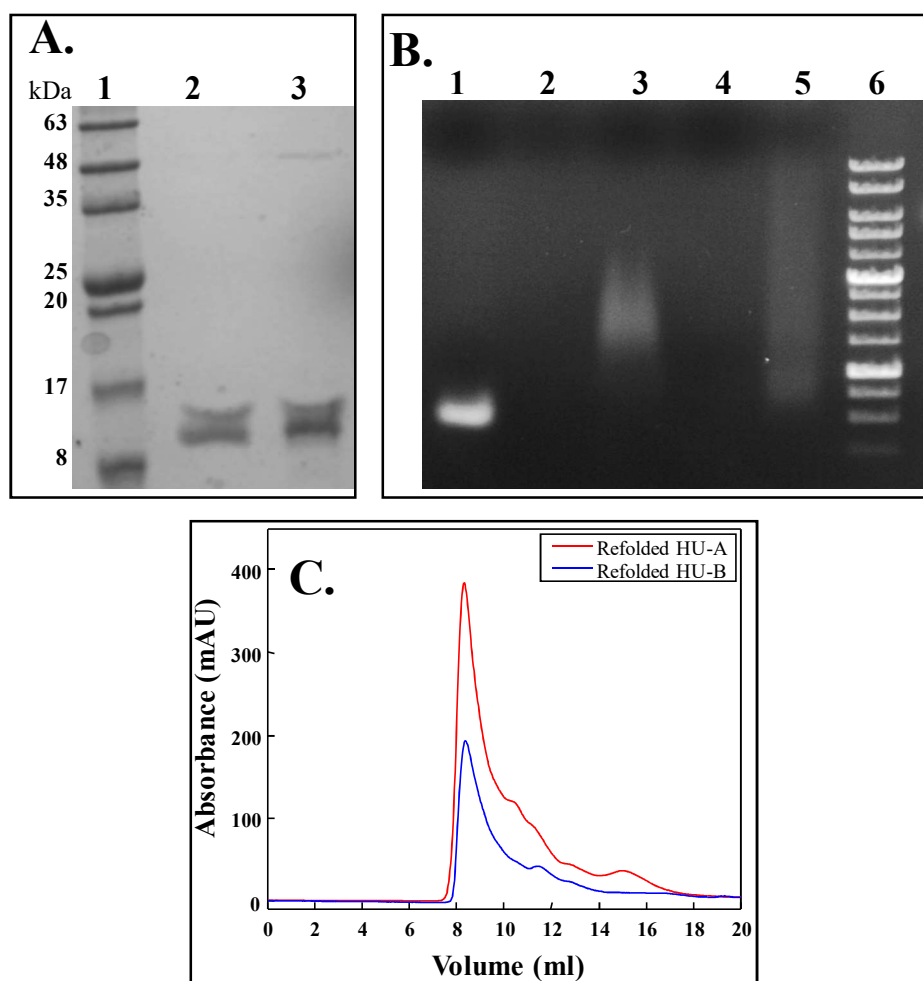 A.
kDa 1 2 3
63
48
35
25
20
17
8
B.
1 2 3 4 5 6
C.
Refolded HU-A
Refolded HU-B
Absorbance (mAU)
400
300
200
100
0
0 2 4 6 8 10 12 14 16 18 20
Volume (ml)